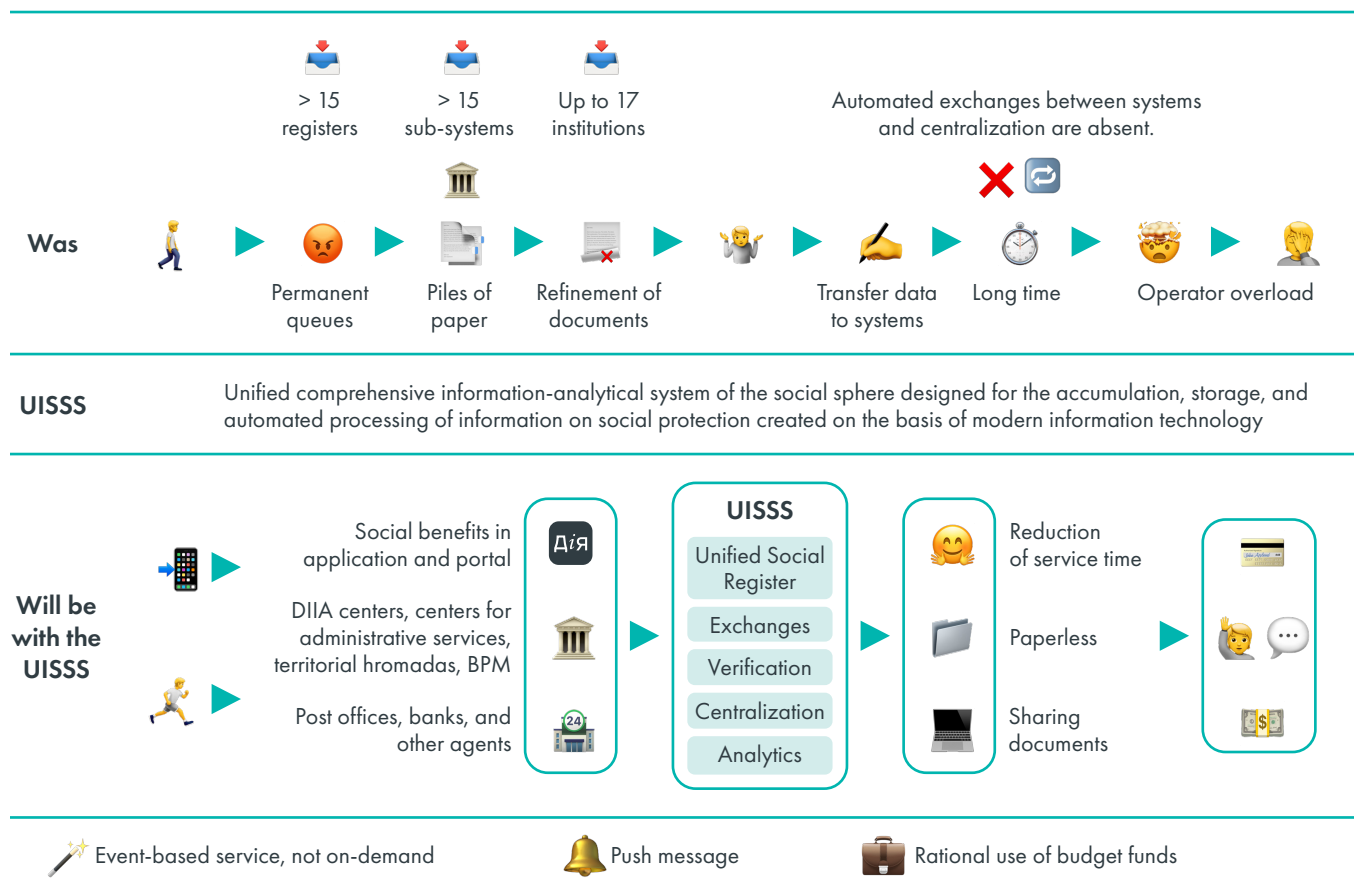 > 15
registers
> 15
sub-systems
Up to 17
institutions
Automated exchanges between systems
and centralization are absent.
Was
Permanent
queues
Piles of
paper
Refinement of
documents
Transfer data
to systems
Long time
Operator overload
UISSS
Unified comprehensive information-analytical system of the social sphere designed for the accumulation, storage, and
automated processing of information on social protection created on the basis of modern information technology
Will be
with the
UISSS
Social benefits in
application and portal
DIIA centers, centers for
administrative services,
territorial hromadas, BPM
Post offices, banks, and
other agents
Дія
24
UISSS
Unified Social
Register
Exchanges
Verification
Centralization
Analytics
Reduction
of service time
Paperless
Sharing
documents
$
Event-based service, not on-demand
Push message
Rational use of budget funds